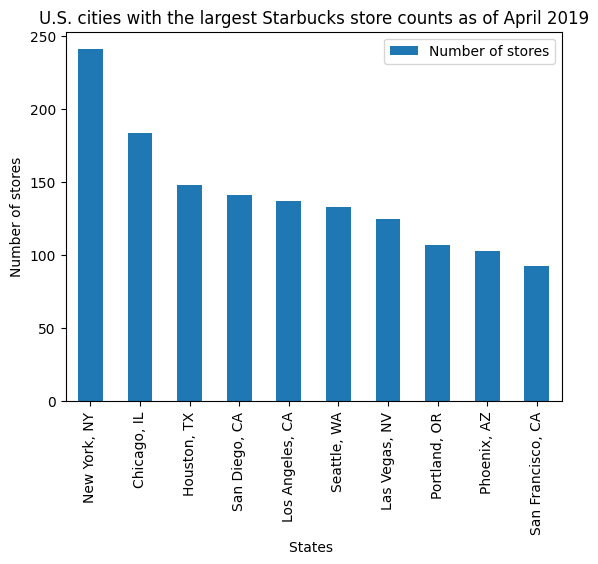 U.S. cities with the largest Starbucks store counts as of April 2019
Number of stores
Number of stores
250
200
150
100
50
0
New York, NY
Chicago, IL
Houston, TX
San Diego, CA
Los Angeles, CA
Seattle, WA
Las Vegas, NV
Portland, OR
Phoenix, AZ
San Francisco, CA
States